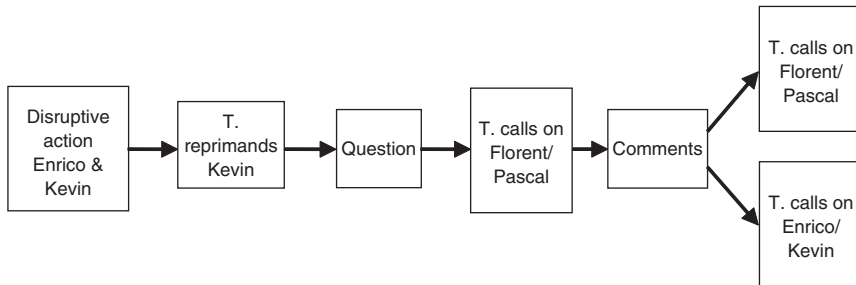 Disruptive
action
Enrico &
Kevin
T.
reprimands
Kevin
Question
T. calls on
Florent/
Pascal
Comments
T. calls on
Florent/
Pascal
T. calls on
Enrico/
Kevin